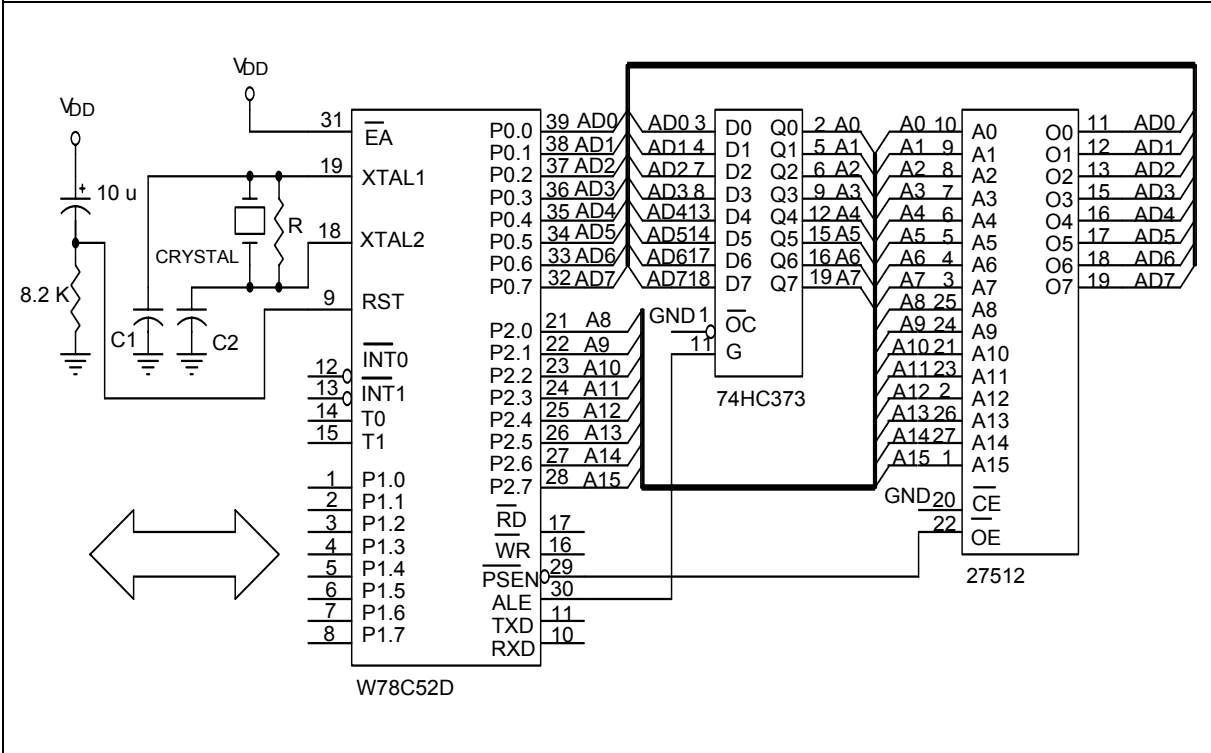 VDD
VDD
10 u
8.2 K
C1
C2
CRYSTAL
R
31 EA
19 XTAL1
18 XTAL2
9 RST
12 INT0
13 INT1
14 T0
15 T1
1 P1.0
2 P1.1
3 P1.2
4 P1.3
5 P1.4
6 P1.5
7 P1.6
8 P1.7
P0.0 39 AD0
P0.1 38 AD1
P0.2 37 AD2
P0.3 36 AD3
P0.4 35 AD4
P0.5 34 AD5
P0.6 33 AD6
P0.7 32 AD7
P2.0 21 A8
P2.1 22 A9
P2.2 23 A10
P2.3 24 A11
P2.4 25 A12
P2.5 26 A13
P2.6 27 A14
P2.7 28 A15
RD 17
WR 16
PSEN 29
ALE 30
TXD 11
RXD 10
W78C52D
AD0 3 D0 Q0 2 A0
AD1 4 D1 Q1 5 A1
AD2 7 D2 Q2 6 A2
AD3 8 D3 Q3 9 A3
AD4 13 D4 Q4 12 A4
AD5 14 D5 Q5 15 A5
AD6 17 D6 Q6 16 A6
AD7 18 D7 Q7 19 A7
GND 1 OC
11 G
74HC373
A0 10 A0 O0 11 AD0
A1 9 A1 O1 12 AD1
A2 8 A2 O2 13 AD2
A3 7 A3 O3 15 AD3
A4 6 A4 O4 16 AD4
A5 5 A5 O5 17 AD5
A6 4 A6 O6 18 AD6
A7 3 A7 O7 19 AD7
A8 25 A8
A9 24 A9
A10 21 A10
A11 23 A11
A12 2 A12
A13 26 A13
A14 27 A14
A15 1 A15
GND 20 CE
22 OE
27512